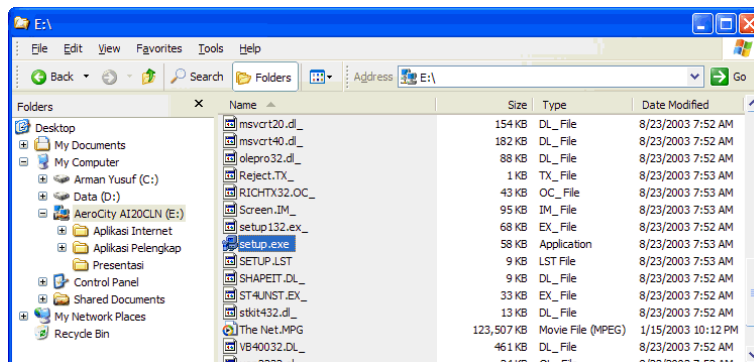 E:\
File Edit View Favorites Tools Help
Back Search Folders Address E:\ Go
Folders
Desktop
My Documents
My Computer
Arman Yusuf (C:)
Data (D:)
AeroCity AI20CLN (E:)
Aplikasi Internet
Aplikasi Pelengkap
Presentasi
Control Panel
Shared Documents
My Network Places
Recycle Bin
Name Size Type Date Modified
msvcrt20.dl_ 154 KB DL_ File 8/23/2003 7:52 AM
msvcrt40.dl_ 182 KB DL_ File 8/23/2003 7:52 AM
olepro32.dl_ 88 KB DL_ File 8/23/2003 7:52 AM
Reject.TX_ 1 KB TX_ File 8/23/2003 7:53 AM
RICHTX32.OC_ 43 KB OC_ File 8/23/2003 7:53 AM
Screen.IM_ 95 KB IM_ File 8/23/2003 7:53 AM
setup132.ex_ 68 KB EX_ File 8/23/2003 7:52 AM
setup.exe 58 KB Application 8/23/2003 7:52 AM
SETUP.LST 9 KB LST File 8/23/2003 7:53 AM
SHAPEIT.DL_ 9 KB DL_ File 8/23/2003 7:53 AM
ST4UNST.EX_ 33 KB EX_ File 8/23/2003 7:52 AM
stkit432.dl_ 13 KB DL_ File 8/23/2003 7:52 AM
The Net.MPG 123,507 KB Movie File (MPEG) 1/15/2003 10:12 PM
VB40032.DL_ 461 KB DL_ File 8/23/2003 7:52 AM